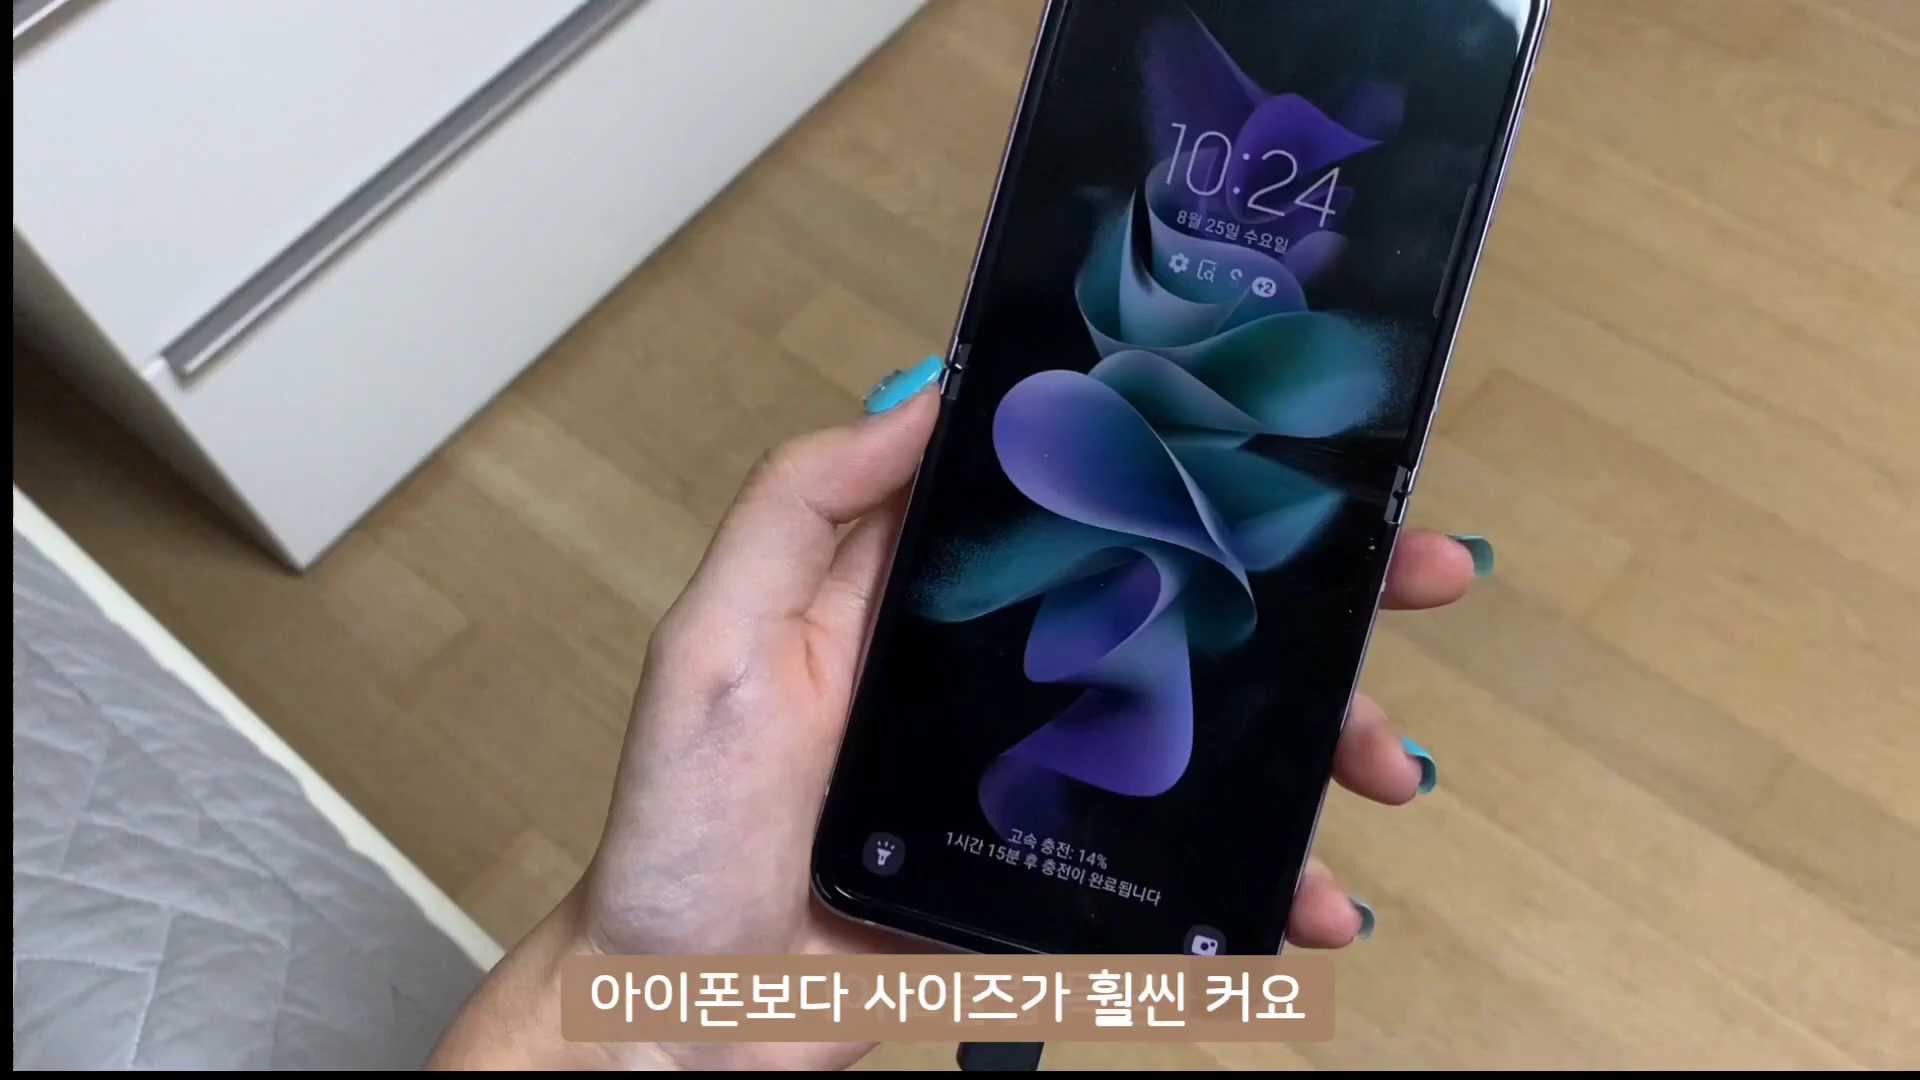 10:24
8월 25일 수요일
+2
고속 충전: 14%
1시간 15분 후 충전이 완료됩니다
아이폰보다 사이즈가 훨씬 커요